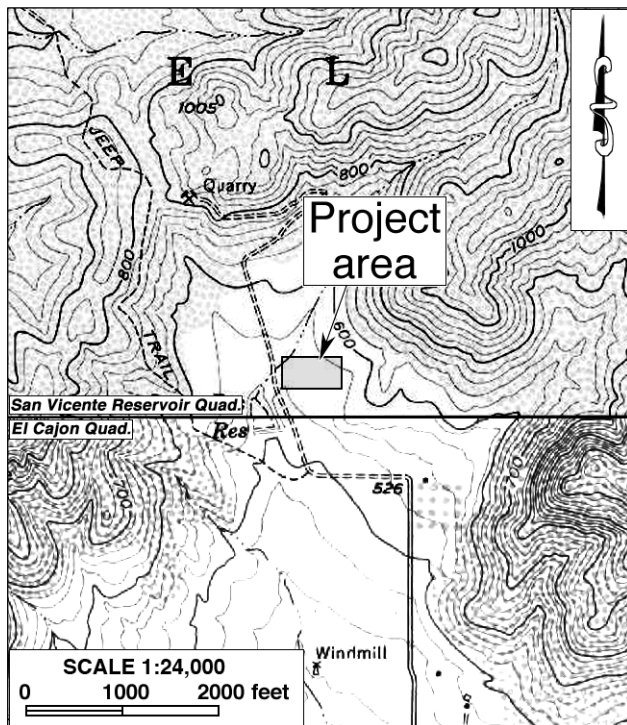 E L
1005
JEEP
Quarry
800
Project
area
1000
800
600
TRAIL
San Vicente Reservoir Quad.
El Cajon Quad.
Res
700
700
526
Windmill
SCALE 1:24,000
0 1000 2000 feet